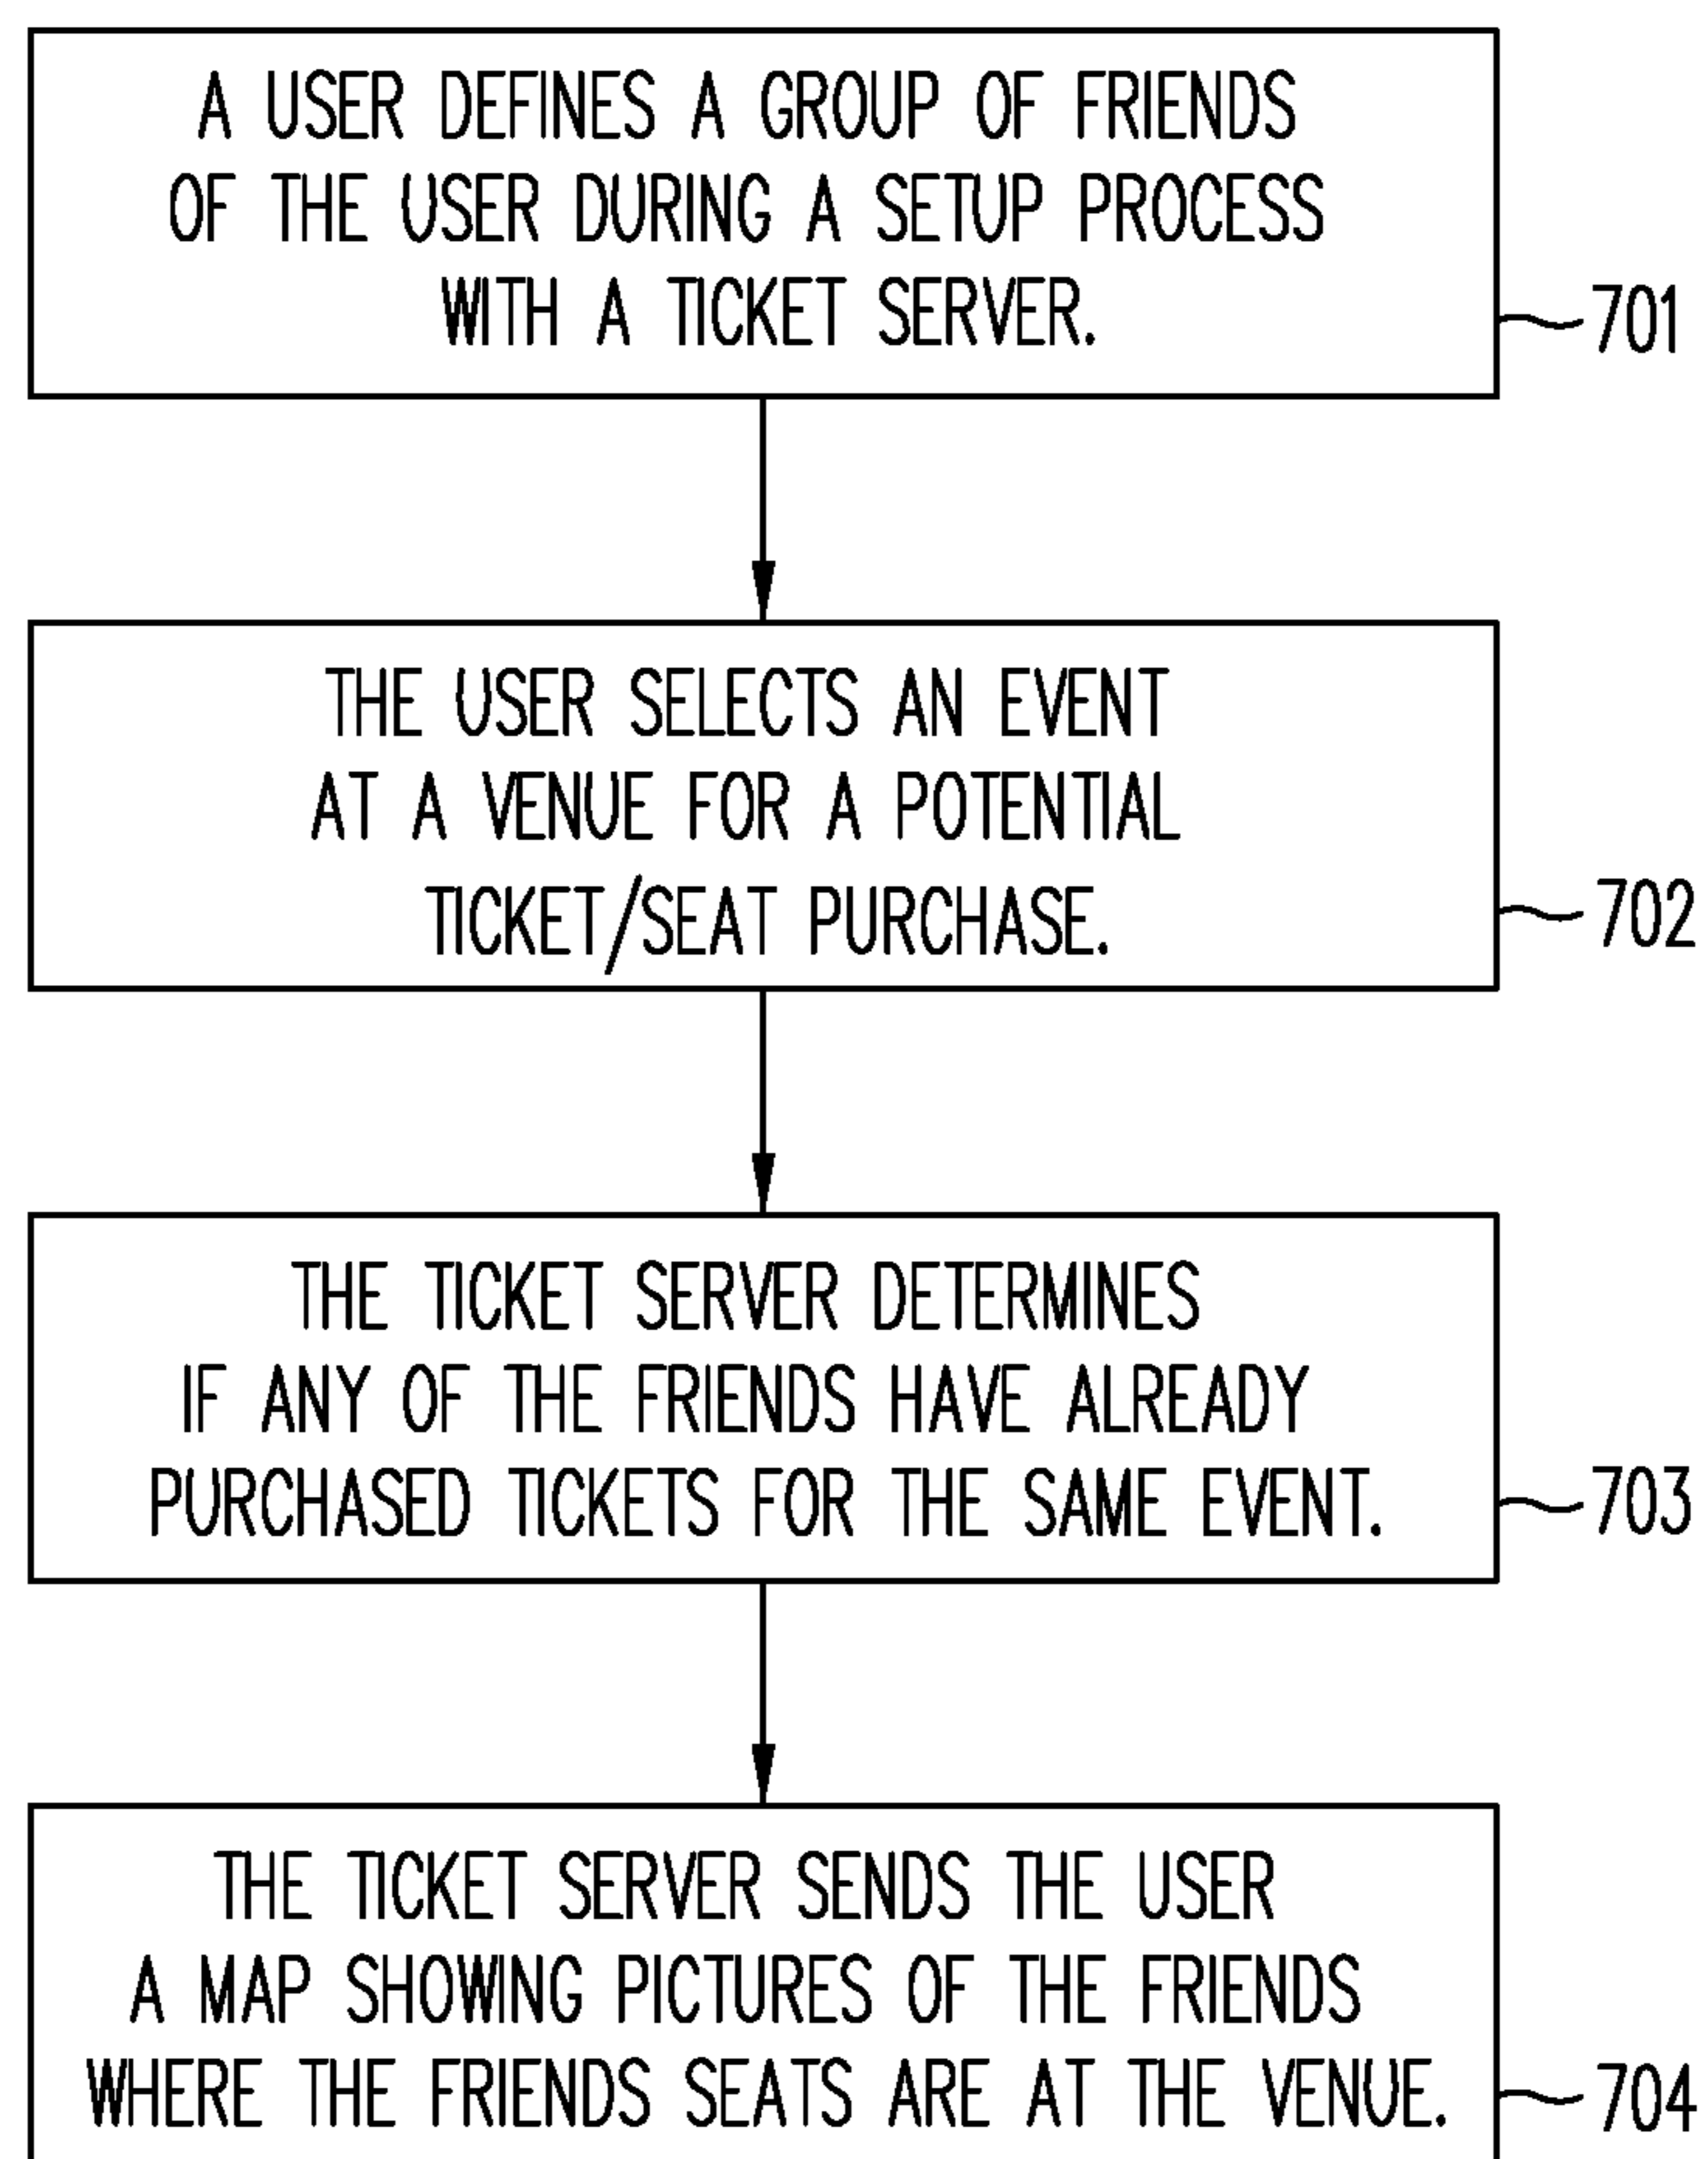 A USER DEFINES A GROUP OF FRIENDS
OF THE USER DURING A SETUP PROCESS
WITH A TICKET SERVER.
701
THE USER SELECTS AN EVENT
AT A VENUE FOR A POTENTIAL
TICKET/SEAT PURCHASE.
702
THE TICKET SERVER DETERMINES
IF ANY OF THE FRIENDS HAVE ALREADY
PURCHASED TICKETS FOR THE SAME EVENT.
703
THE TICKET SERVER SENDS THE USER
A MAP SHOWING PICTURES OF THE FRIENDS
WHERE THE FRIENDS SEATS ARE AT THE VENUE.
704